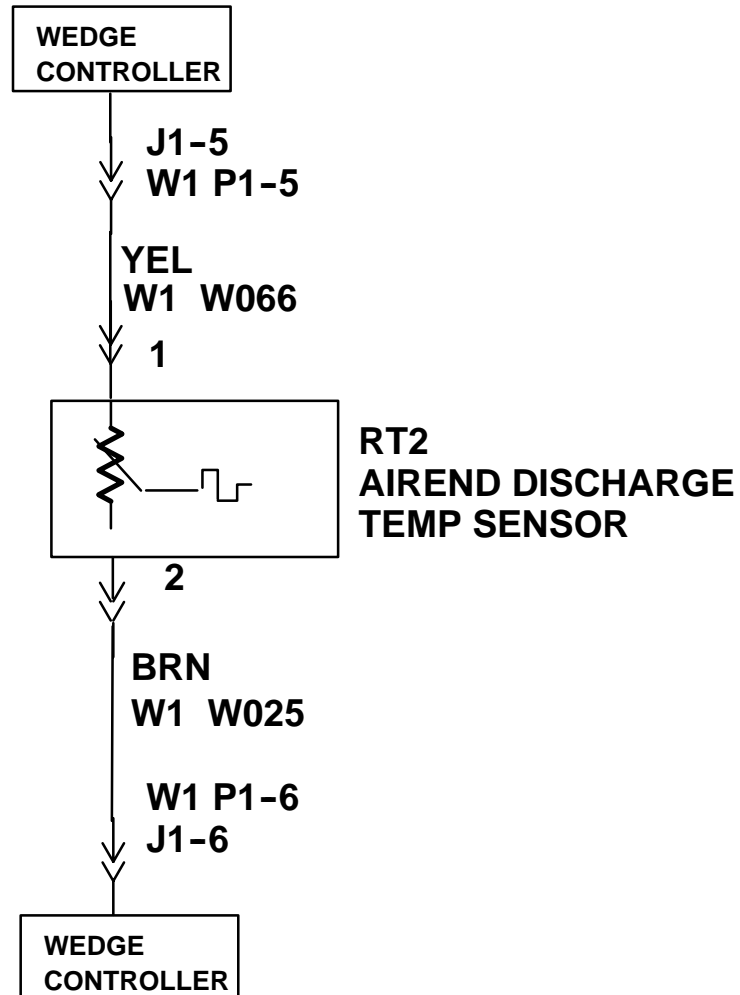 WEDGE
CONTROLLER
J1-5
W1 P1-5
YEL
W1 W066
1
RT2
AIREND DISCHARGE
TEMP SENSOR
2
BRN
W1 W025
W1 P1-6
J1-6
WEDGE
CONTROLLER